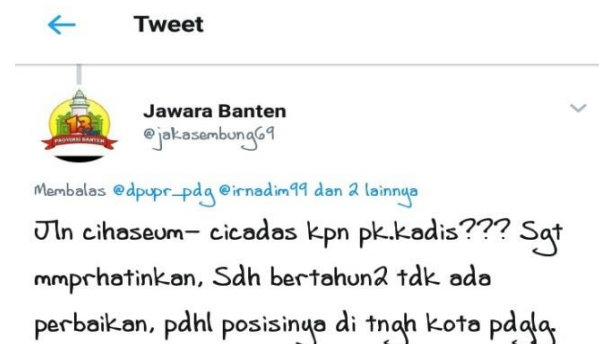 Tweet
Jawara Banten
@jakasembung69
Membalas @dpupr_pdg @irnadim99 dan 2 lainnya
Jln cihaseum- cicadas kpn pk.kadis??? Sgt
mmprhatinkan, Sdh bertahun2 tdk ada
perbaikan, pdhl posisinya di tngh kota pdglg.